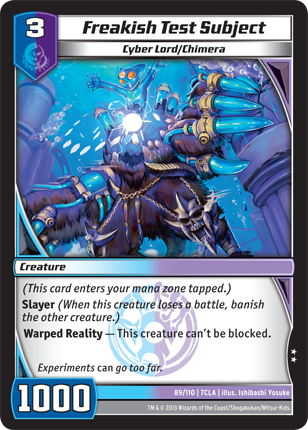 3
Freakish Test Subject
Cyber Lord/Chimera
Creature
(This card enters your mana zone tapped.)
Slayer (When this creature loses a battle, banish
the other creature.)
Warped Reality — This creature can't be blocked.
Experiments can go too far.
1000
89/110 | 7CLA | Illus. Ishibashi Yosuke
TM & © 2013 Wizards of the Coast/Shogakukan/Mitsui-Kids.